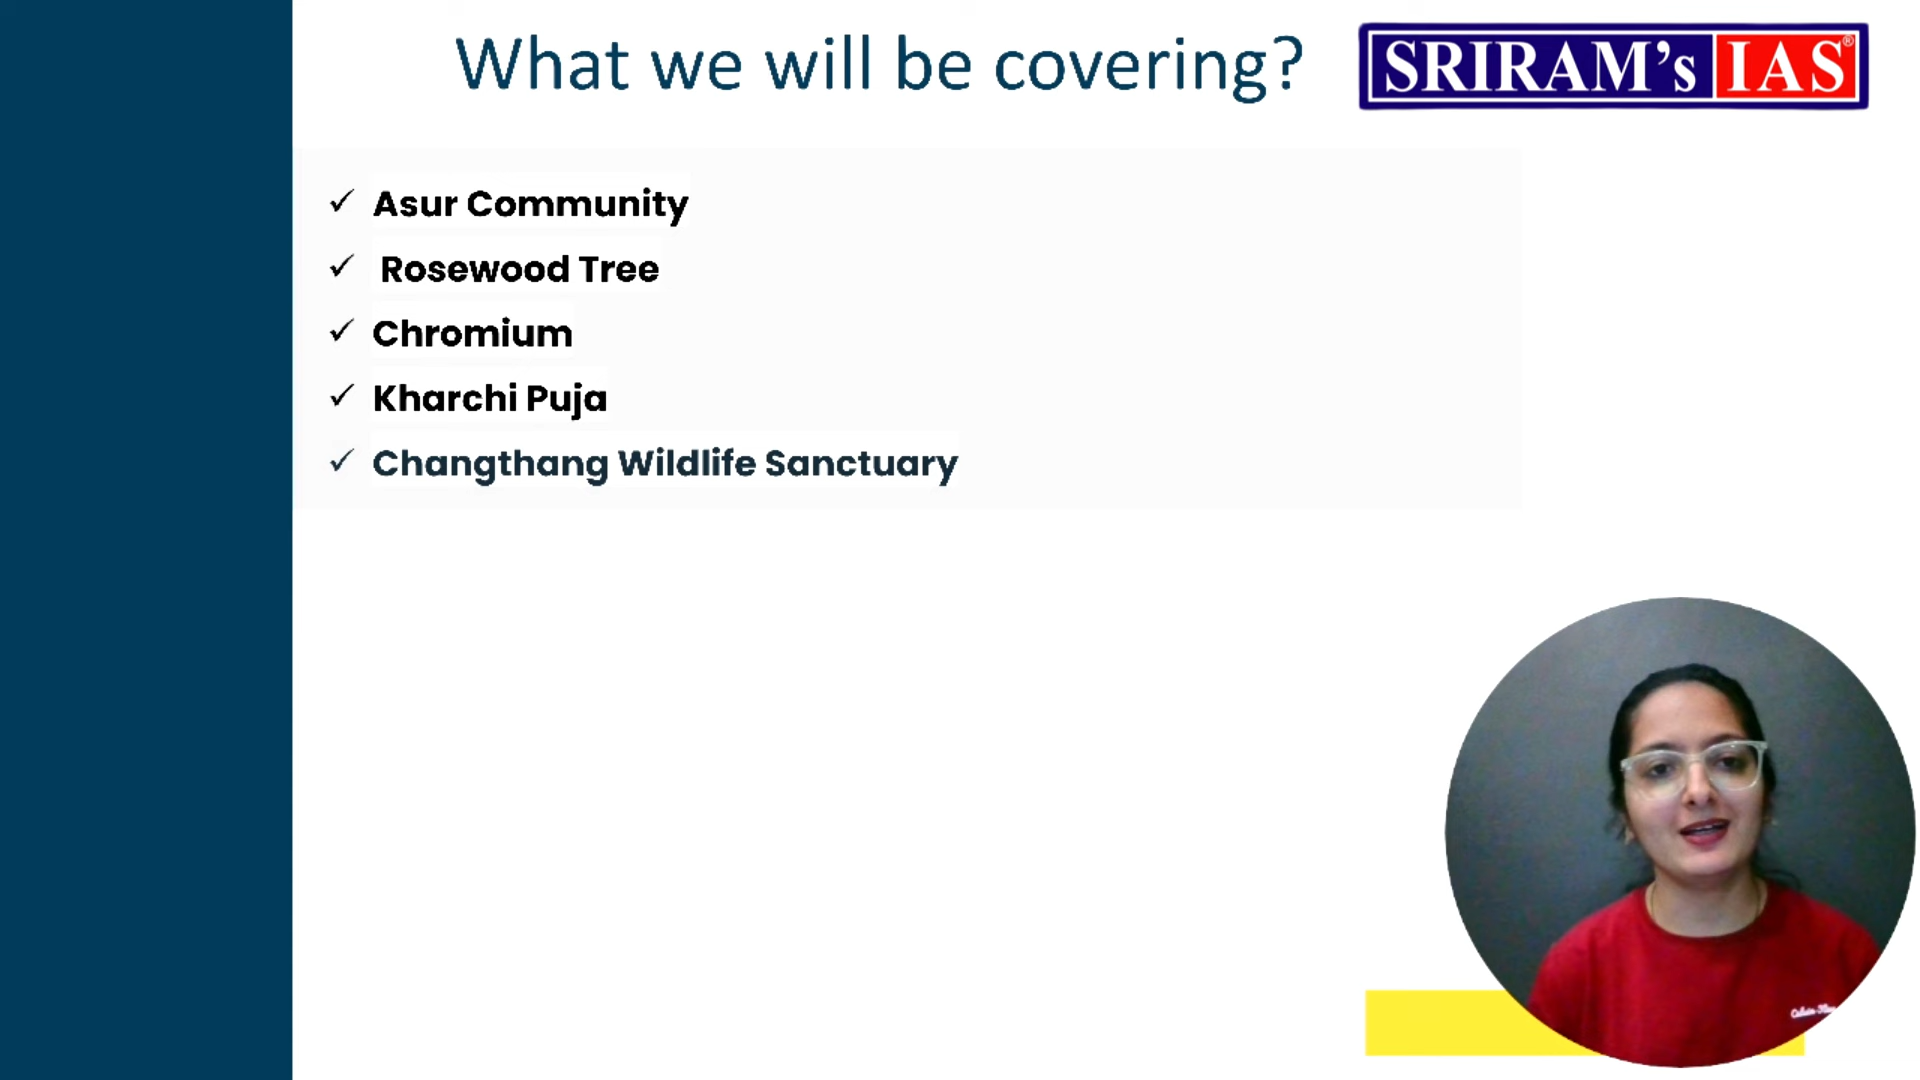 What we will be covering?
SRIRAM's IAS®
✓ Asur Community
✓ Rosewood Tree
✓ Chromium
✓ Kharchi Puja
✓ Changthang Wildlife Sanctuary